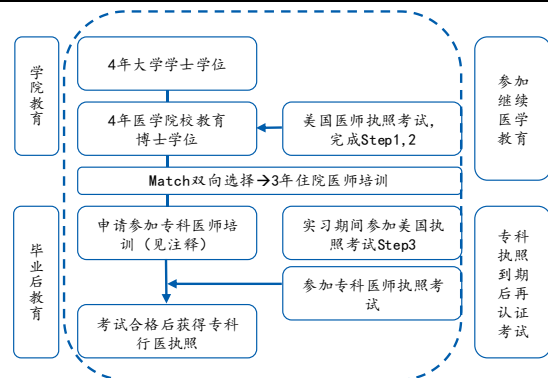 学
院
教
育
4年大学学士学位
4年医学院校教育
博士学位
美国医师执照考试，
完成Step1,2
参加
继续
医学
教育
Match双向选择→3年住院医师培训
毕
业
后
教
育
申请参加专科医师培
训（见注释）
实习期间参加美国执
照考试Step3
参加专科医师执照考
试
考试合格后获得专科
行医执照
专科
执照
到期
后再
认证
考试